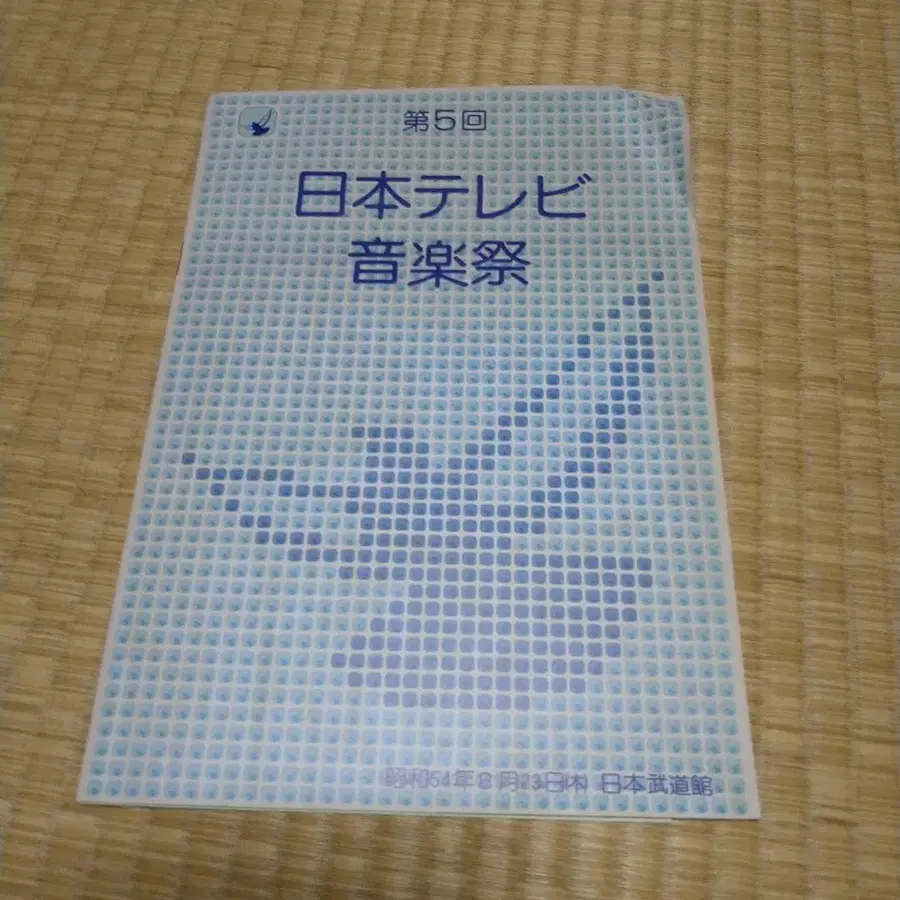 第5回
日本テレビ
音楽祭
昭和54年8月23日(木) 日本武道館